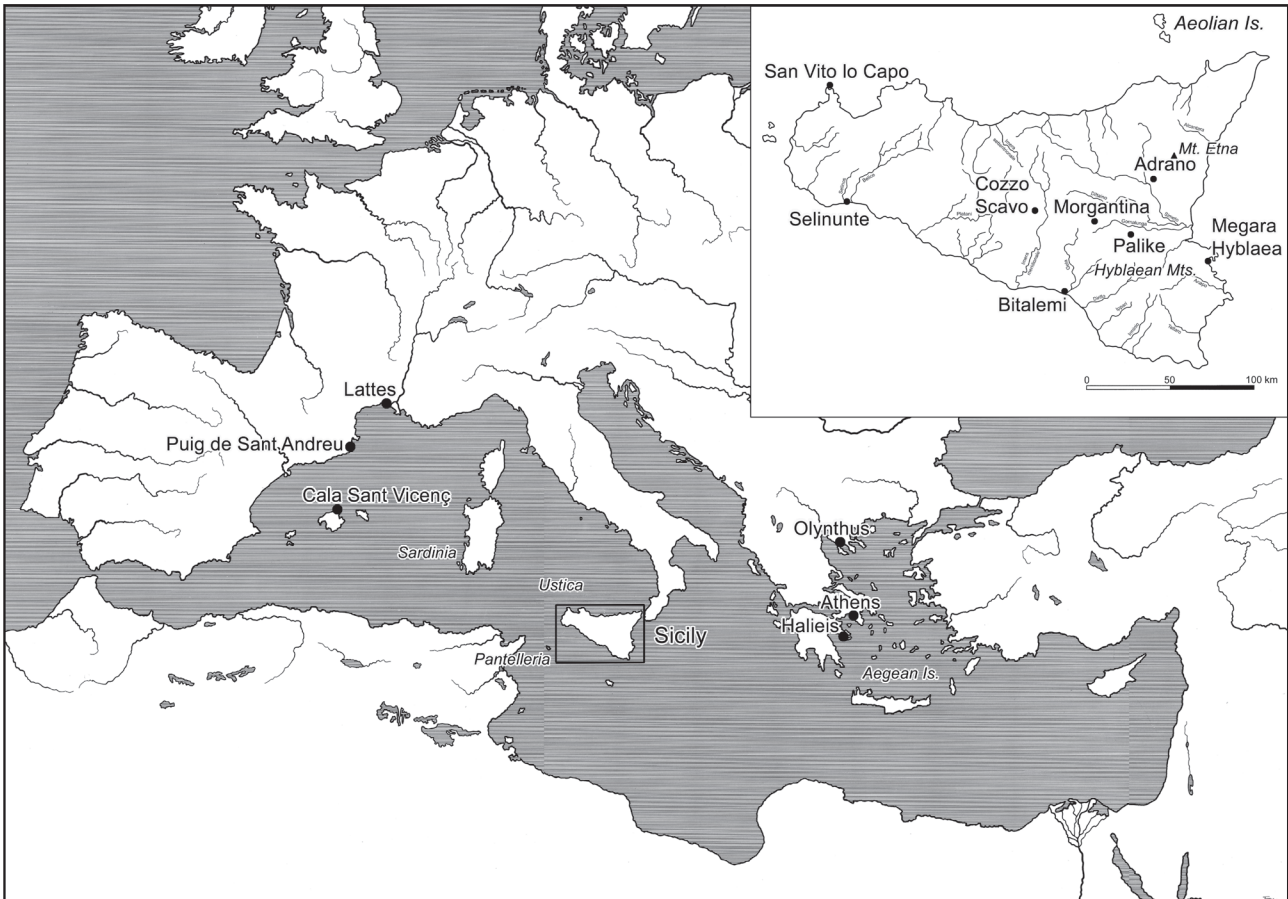 Aeolian Is.
San Vito lo Capo
Mt. Etna
Adrano
Cozzo
Scavo
Morgantina
Selinunte
Megara
Hyblaea
Palike
Hyblaean Mts.
Bitalemi
0 50 100 km
Lattes
Puig de Sant Andreu
Cala Sant Vicenç
Sardinia
Olynthus
Ustica
Athens
Halieis
Sicily
Pantelleria
Aegean Is.